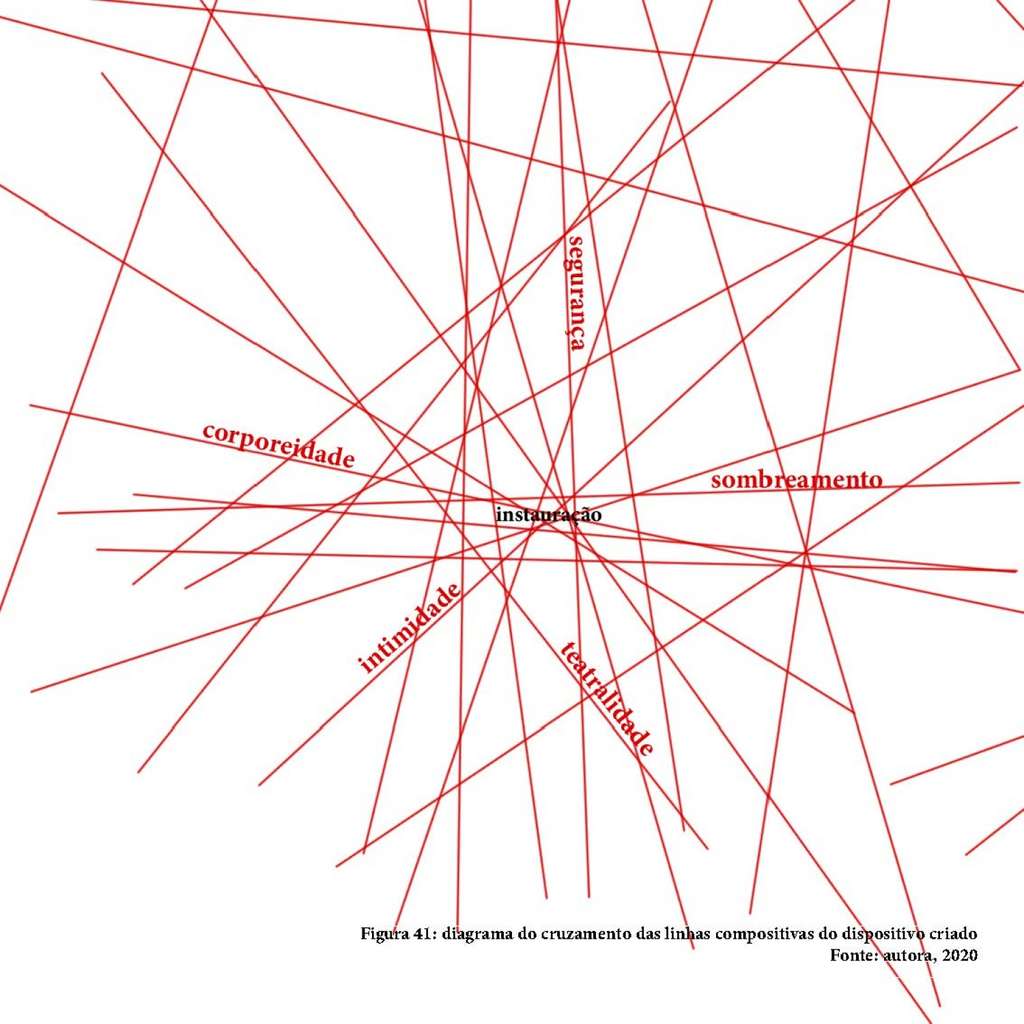 segurança
corporeidade
sombreamento
instauração
intimidade
teatralidade
Figura 41: diagrama do cruzamento das linhas compositivas do dispositivo criado
Fonte: autora, 2020